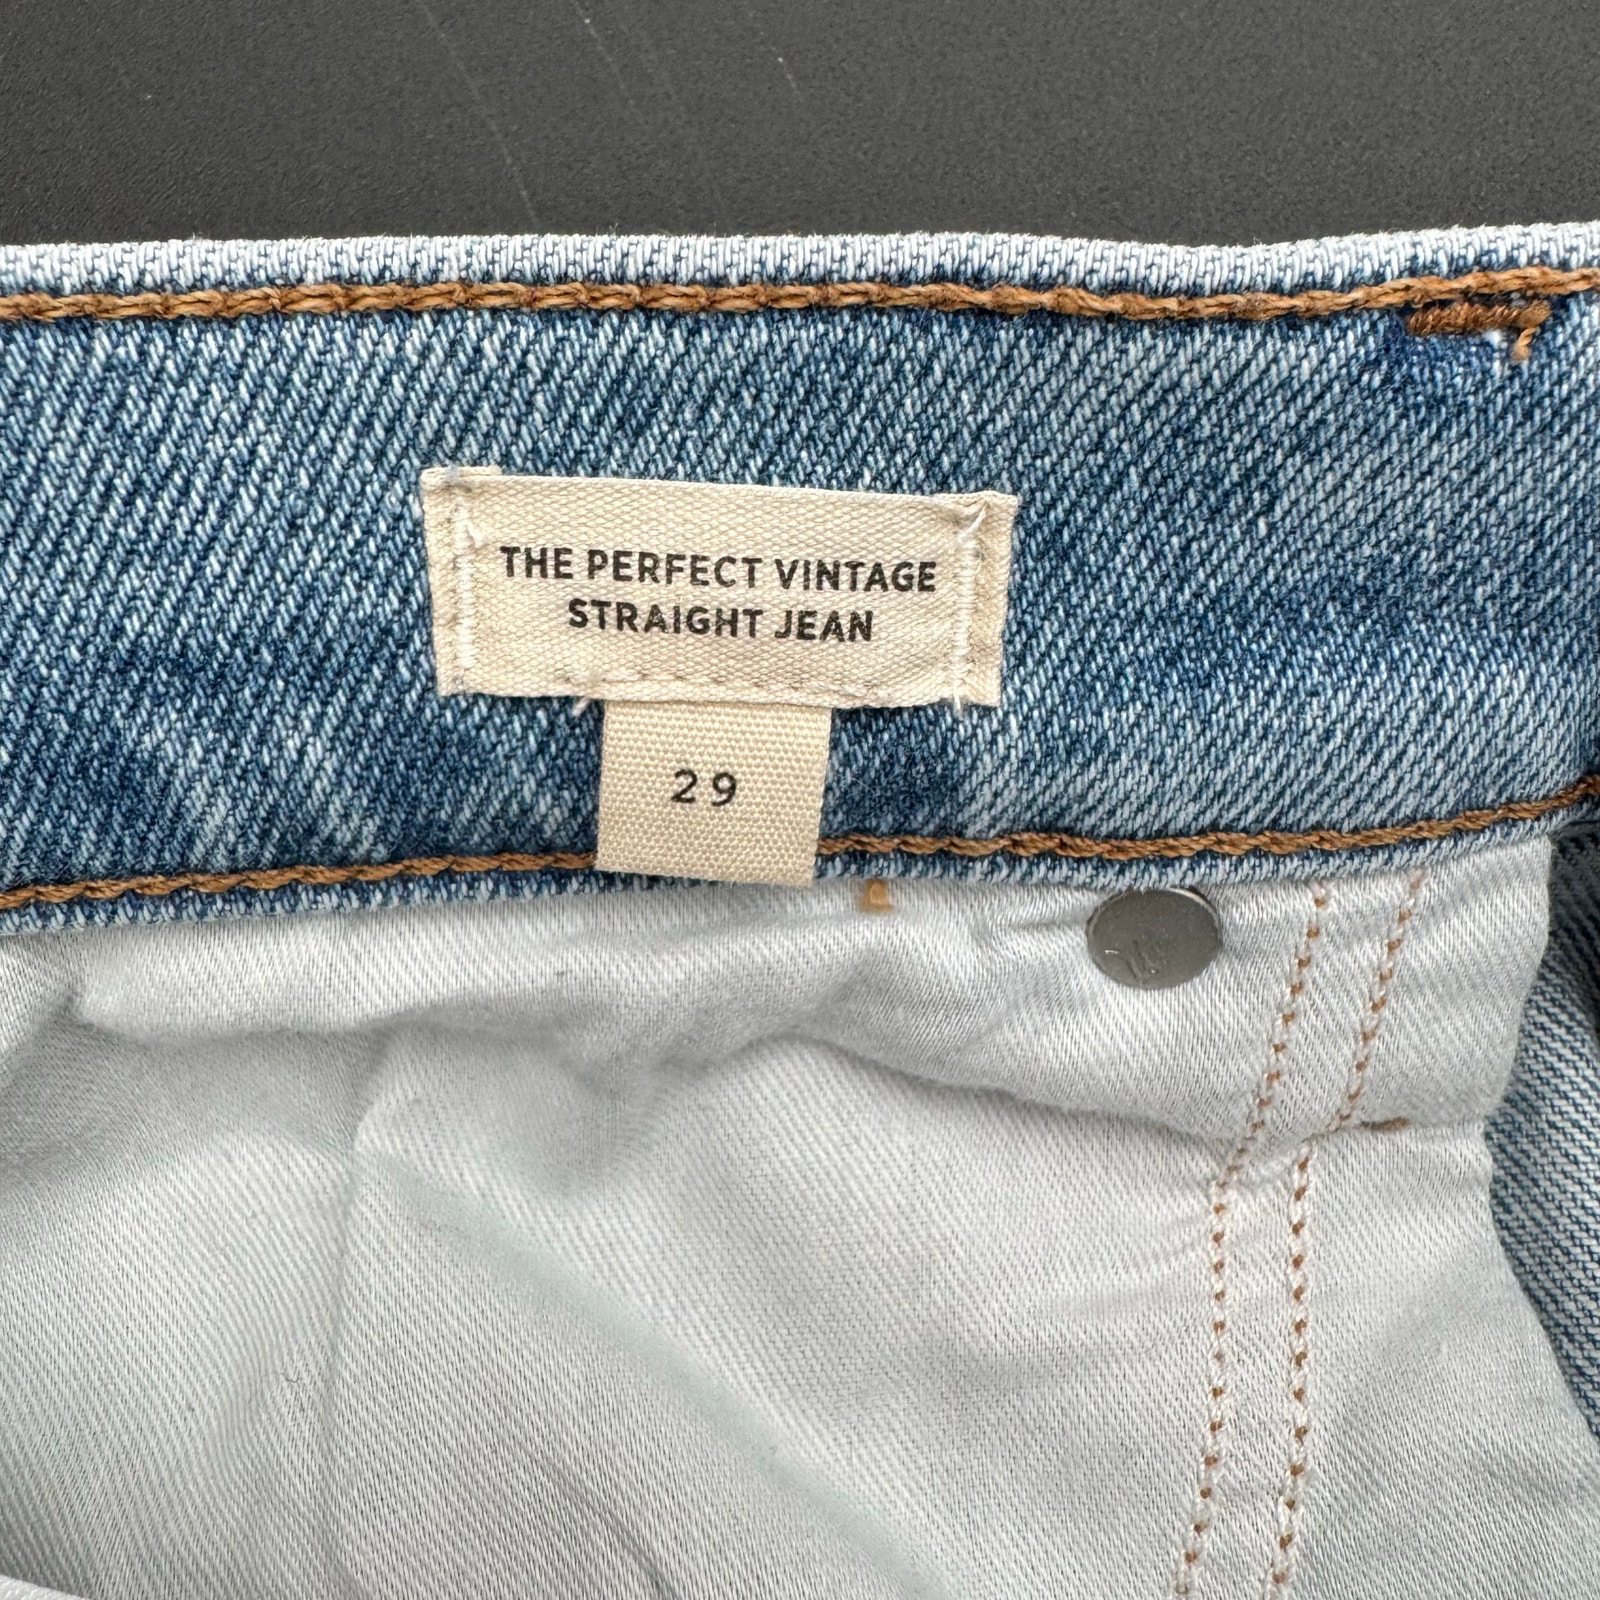 THE PERFECT VINTAGE
STRAIGHT JEAN
29